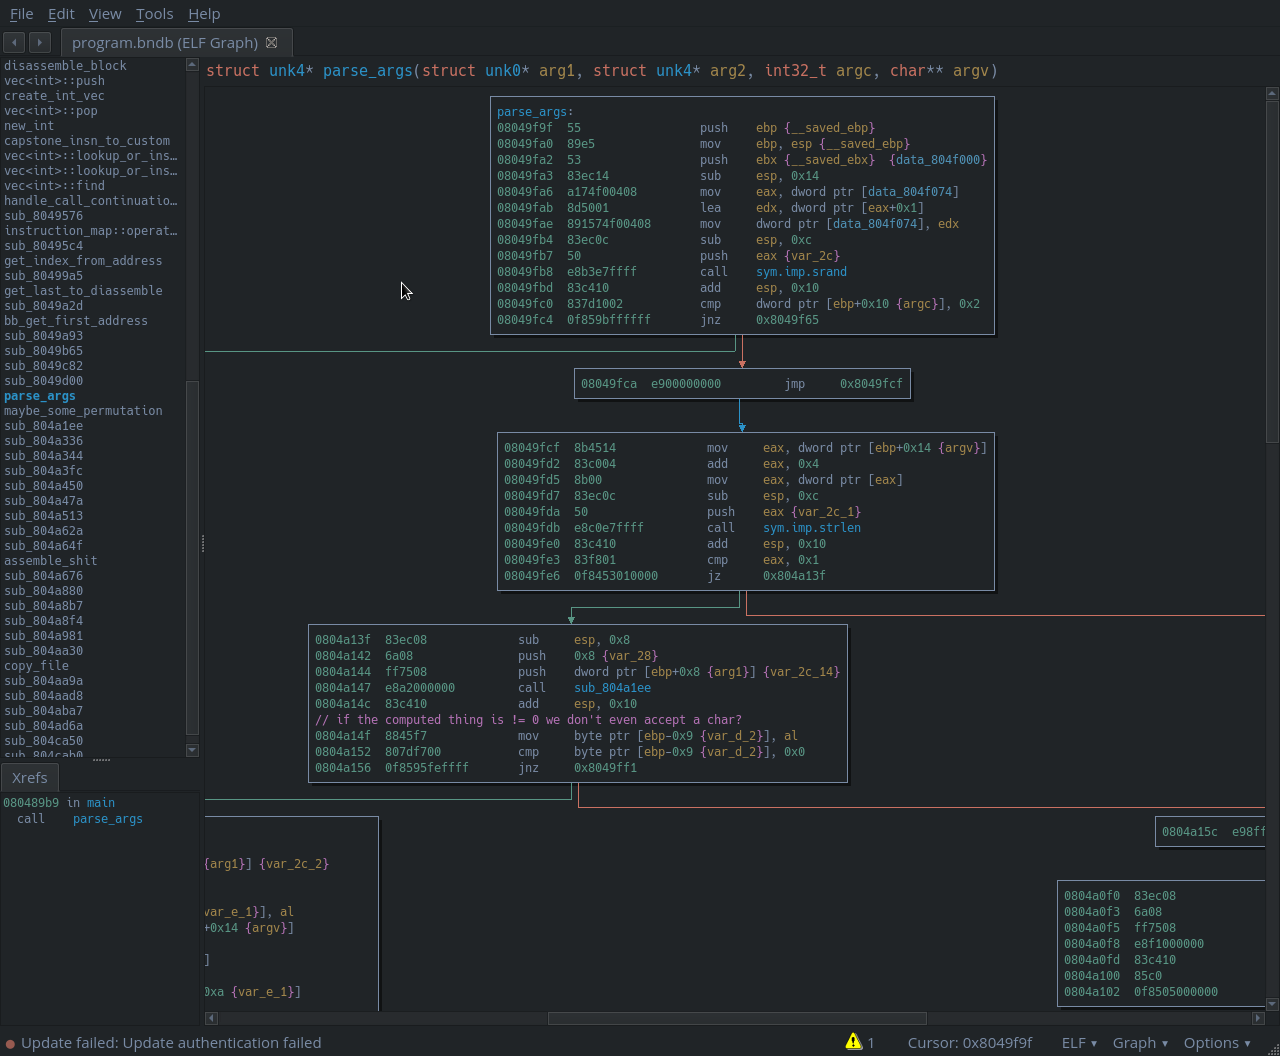 File Edit View Tools Help
program.bndb (ELF Graph)
disassemble_block
vec<int>::push
create_int_vec
vec<int>::pop
new_int
capstone_insn_to_custom
vec<int>::lookup_or_ins…
vec<int>::lookup_or_ins…
vec<int>::find
handle_call_continuatio…
sub_8049576
instruction_map::operat…
sub_80495c4
get_index_from_address
sub_80499a5
get_last_to_diassemble
sub_8049a2d
bb_get_first_address
sub_8049a93
sub_8049b65
sub_8049c82
sub_8049d00
parse_args
maybe_some_permutation
sub_804a1ee
sub_804a336
sub_804a344
sub_804a3fc
sub_804a450
sub_804a47a
sub_804a513
sub_804a62a
sub_804a64f
assemble_shit
sub_804a676
sub_804a880
sub_804a8b7
sub_804a8f4
sub_804a981
sub_804aa30
copy_file
sub_804aa9a
sub_804aad8
sub_804aba7
sub_804ad6a
sub_804ca50
sub_804cab0
Xrefs
080489b9 in main
call parse_args
struct unk4* parse_args(struct unk0* arg1, struct unk4* arg2, int32_t argc, char** argv)
parse_args:
08049f9f 55 push ebp {__saved_ebp}
08049fa0 89e5 mov ebp, esp {__saved_ebp}
08049fa2 53 push ebx {__saved_ebx} {data_804f000}
08049fa3 83ec14 sub esp, 0x14
08049fa6 a174f00408 mov eax, dword ptr [data_804f074]
08049fab 8d5001 lea edx, dword ptr [eax+0x1]
08049fae 891574f00408 mov dword ptr [data_804f074], edx
08049fb4 83ec0c sub esp, 0xc
08049fb7 50 push eax {var_2c}
08049fb8 e8b3e7ffff call sym.imp.srand
08049fbd 83c410 add esp, 0x10
08049fc0 837d1002 cmp dword ptr [ebp+0x10 {argc}], 0x2
08049fc4 0f859bffffff jnz 0x8049f65
08049fca e900000000 jmp 0x8049fcf
08049fcf 8b4514 mov eax, dword ptr [ebp+0x14 {argv}]
08049fd2 83c004 add eax, 0x4
08049fd5 8b00 mov eax, dword ptr [eax]
08049fd7 83ec0c sub esp, 0xc
08049fda 50 push eax {var_2c_1}
08049fdb e8c0e7ffff call sym.imp.strlen
08049fe0 83c410 add esp, 0x10
08049fe3 83f801 cmp eax, 0x1
08049fe6 0f8453010000 jz 0x804a13f
0804a13f 83ec08 sub esp, 0x8
0804a142 6a08 push 0x8 {var_28}
0804a144 ff7508 push dword ptr [ebp+0x8 {arg1}] {var_2c_14}
0804a147 e8a2000000 call sub_804a1ee
0804a14c 83c410 add esp, 0x10
// if the computed thing is != 0 we don't even accept a char?
0804a14f 8845f7 mov byte ptr [ebp-0x9 {var_d_2}], al
0804a152 807df700 cmp byte ptr [ebp-0x9 {var_d_2}], 0x0
0804a156 0f8595feffff jnz 0x8049ff1
{arg1}] {var_2c_2}
var_e_1}], al
+0x14 {argv}]
]
0xa {var_e_1}]
0804a15c e98ff
0804a0f0 83ec08
0804a0f3 6a08
0804a0f5 ff7508
0804a0f8 e8f1000000
0804a0fd 83c410
0804a100 85c0
0804a102 0f8505000000
Update failed: Update authentication failed
1 Cursor: 0x8049f9f ELF Graph Options